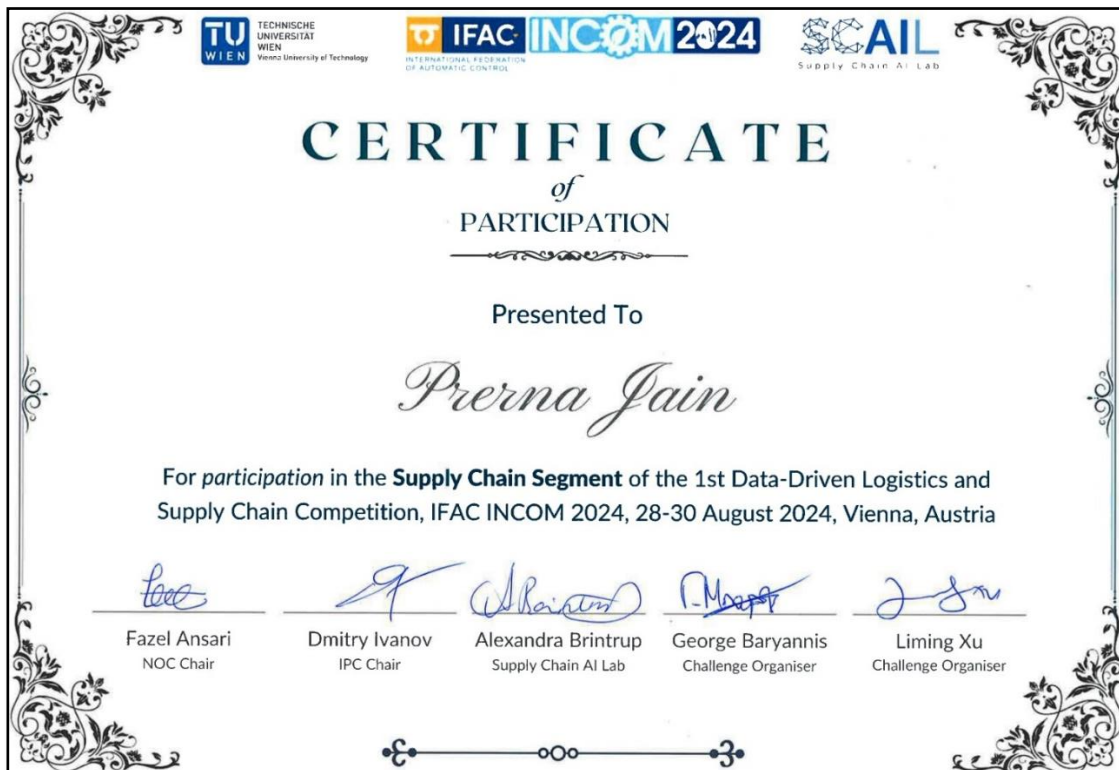 TU WIEN
TECHNISCHE
UNIVERSITÄT
WIEN
Vienna University of Technology
IFAC INCOM 2024
INTERNATIONAL FEDERATION
OF AUTOMATIC CONTROL
SCAIL
Supply Chain AI Lab
CERTIFICATE
of
PARTICIPATION
Presented To
Prerna Jain
For participation in the Supply Chain Segment of the 1st Data-Driven Logistics and
Supply Chain Competition, IFAC INCOM 2024, 28-30 August 2024, Vienna, Austria
Fazel Ansari
NOC Chair
Dmitry Ivanov
IPC Chair
Alexandra Brintrup
Supply Chain AI Lab
George Baryannis
Challenge Organiser
Liming Xu
Challenge Organiser